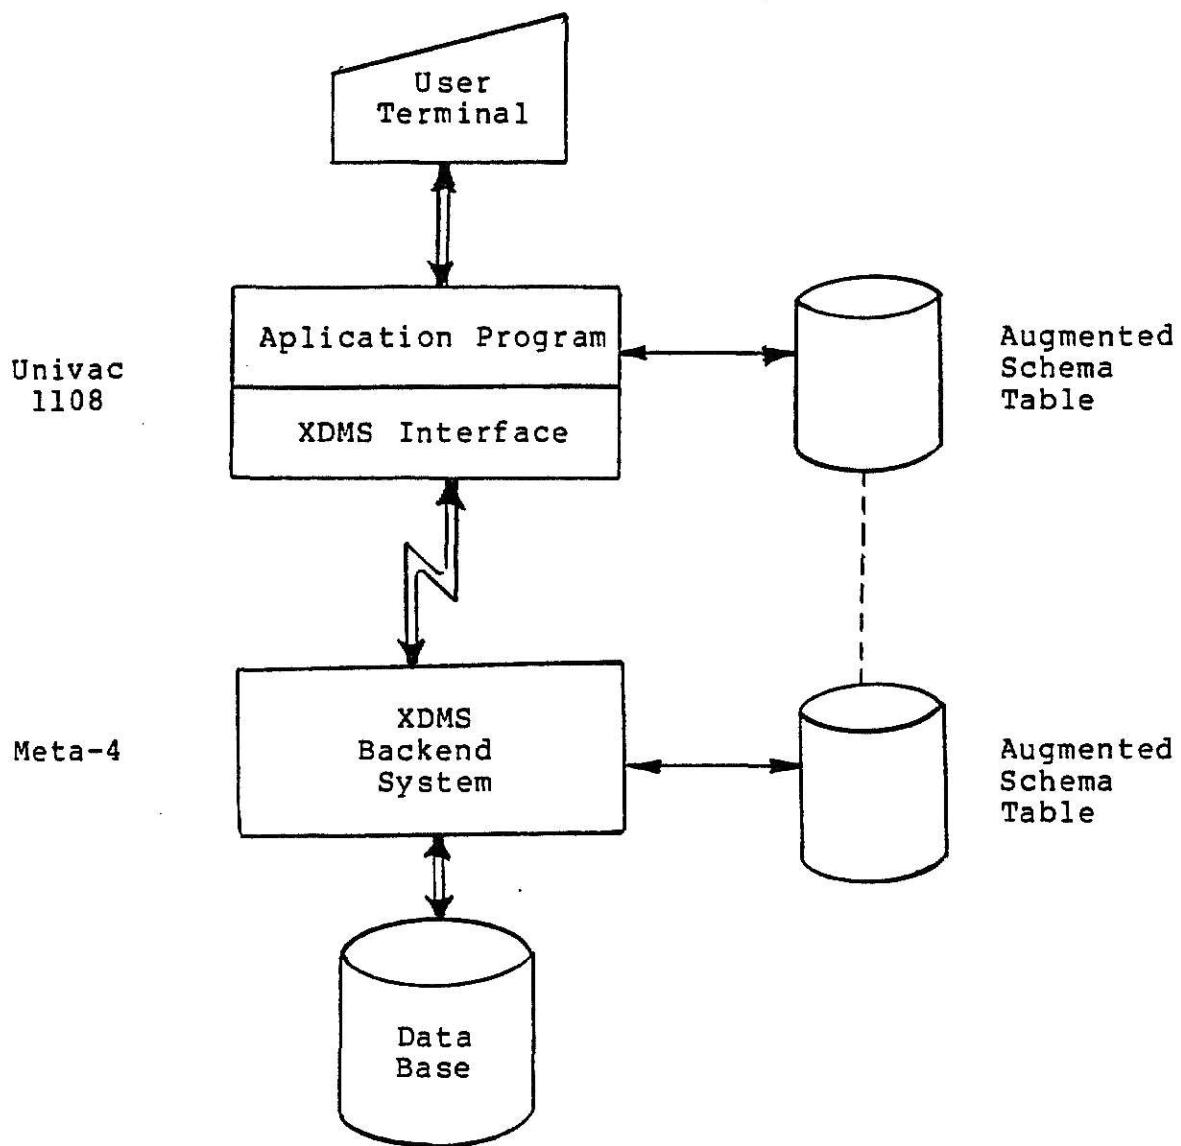 User
Terminal
Aplication Program
Augmented
Schema
Table
Univac
1108
XDMS Interface
XDMS
Backend
System
Meta-4
Augmented
Schema
Table
Data
Base